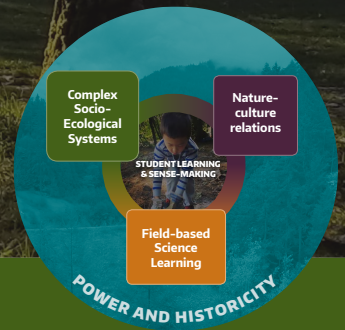 Complex
Socio-
Ecological
Systems
Nature-
culture
relations
STUDENT LEARNING
& SENSE-MAKING
Field-based
Science
Learning
POWER AND HISTORICITY